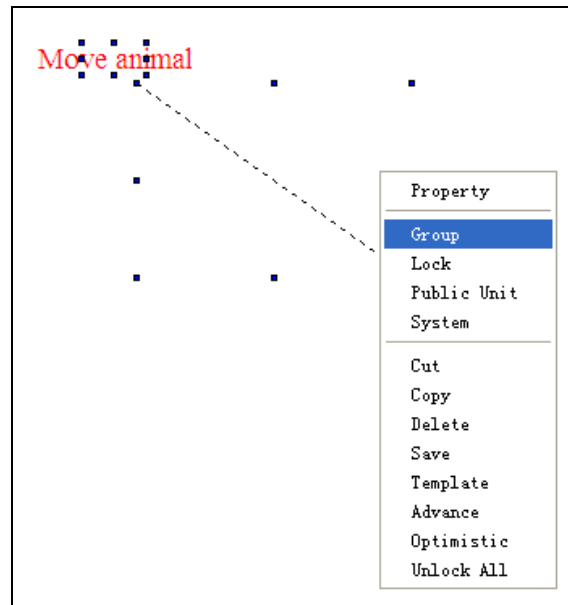 Move animal
Property
Group
Lock
Public Unit
System
Cut
Copy
Delete
Save
Template
Advance
Optimistic
Unlock All